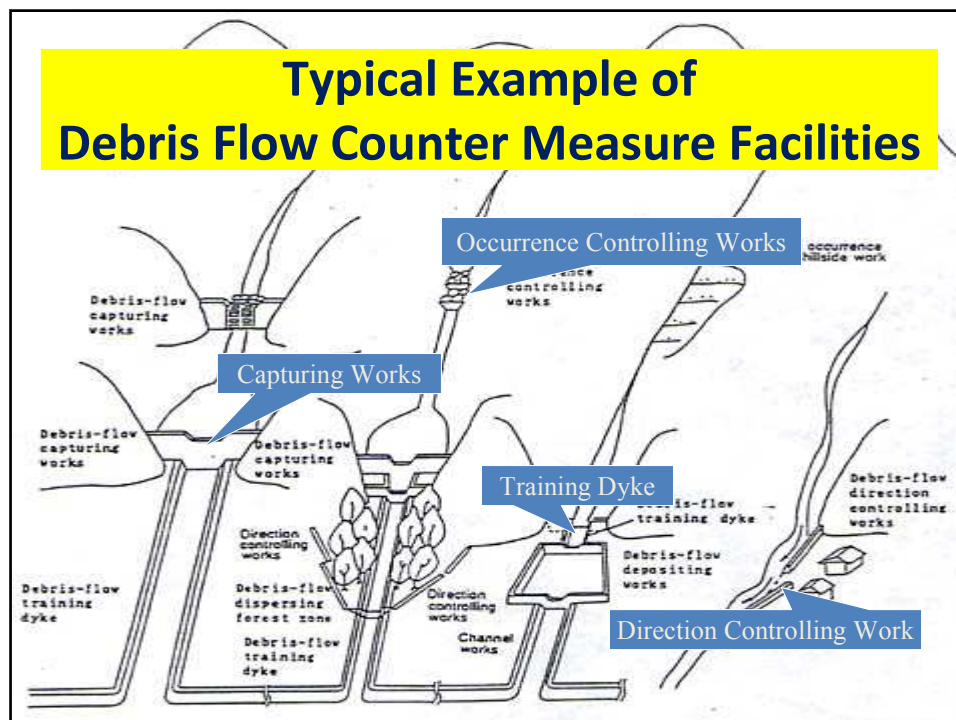 Typical Example of
Debris Flow Counter Measure Facilities
Occurrence Controlling Works
occurrence
hillside work
controlling
works
Debris-flow
capturing
works
Capturing Works
Debris-flow
capturing
works
Debris-flow
capturing
works
Training Dyke
Debris-flow
training dyke
Debris-flow
direction
controlling
works
Direction
controlling
works
Debris-flow
depositing
works
Debris-flow
training
dyke
Debris-flow
dispersing
forest zone
Direction
controlling
works
Channel
works
Direction Controlling Work
Debris-flow
training
dyke